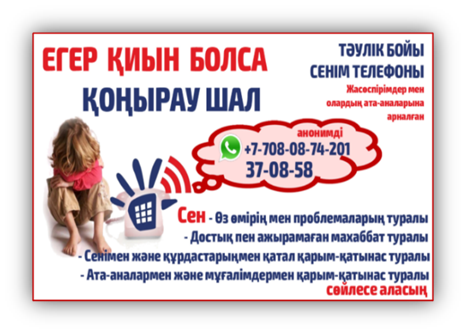 ЕГЕР ҚИЫН БОЛСА
ҚОҢЫРАУ ШАЛ
ТӘУЛІК БОЙЫ
СЕНІМ ТЕЛЕФОНЫ
Жасөспірімдер мен
олардың ата-аналарына
арналған
анонимді
+7-708-08-74-201
37-08-58
Сен - Өз өмірің мен проблемаларың туралы
- Достық пен ажырамаған махаббат туралы
- Сенімен және құрдастарыңмен қатал қарым-қатынас туралы
- Ата-аналармен және мұғалімдермен қарым-қатынас туралы
сөйлесе аласың